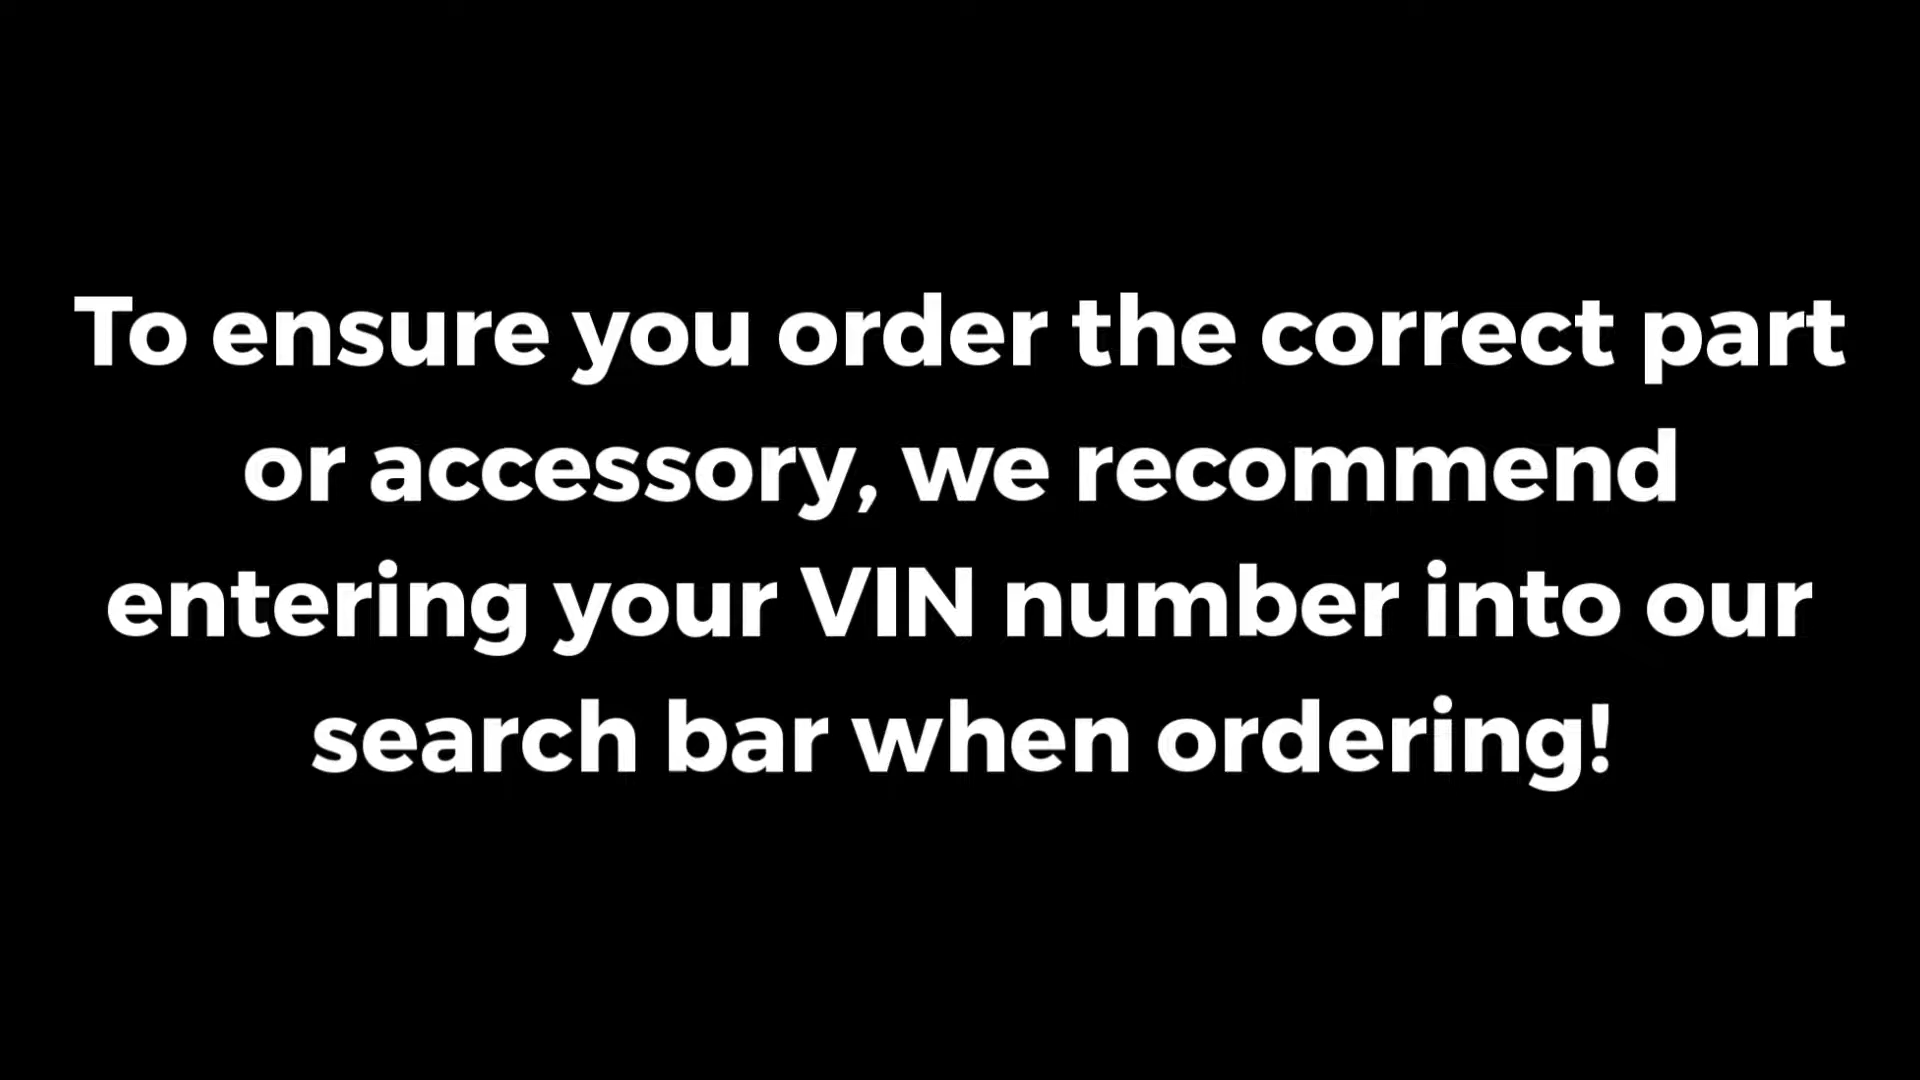 To ensure you order the correct part
or accessory, we recommend
entering your VIN number into our
search bar when ordering!